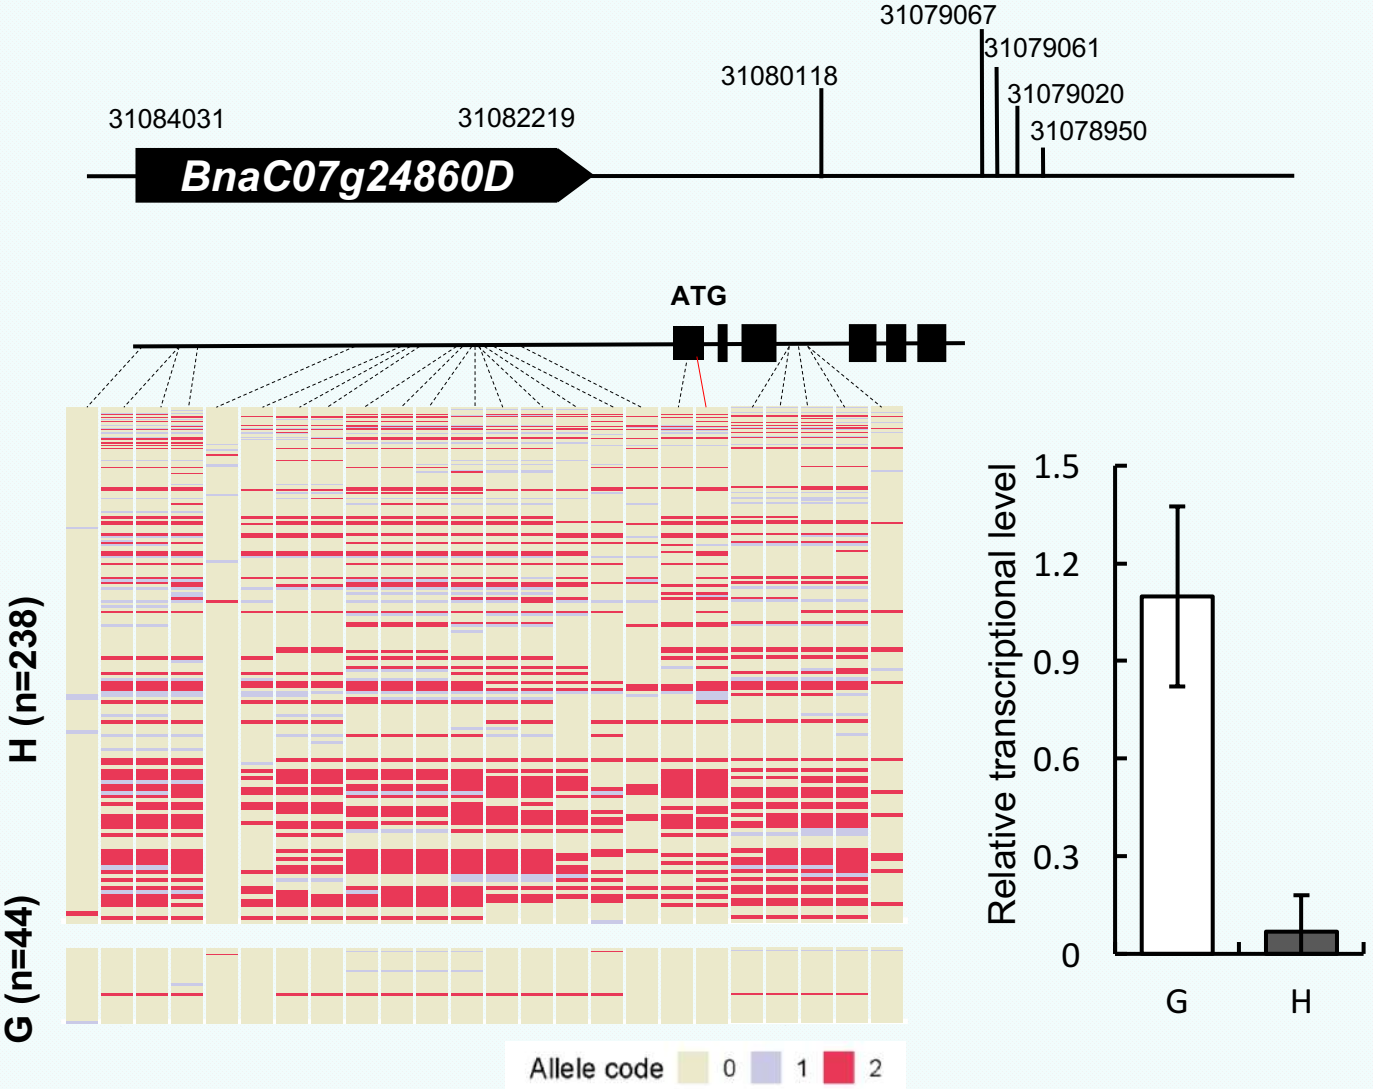 31079067
31079061
31080118
31079020
31084031
31082219
31078950
BnaC07g24860D
ATG
H (n=238)
G (n=44)
Relative transcriptional level
1.5
1.2
0.9
0.6
0.3
0
G
H
Allele code
0
1
2